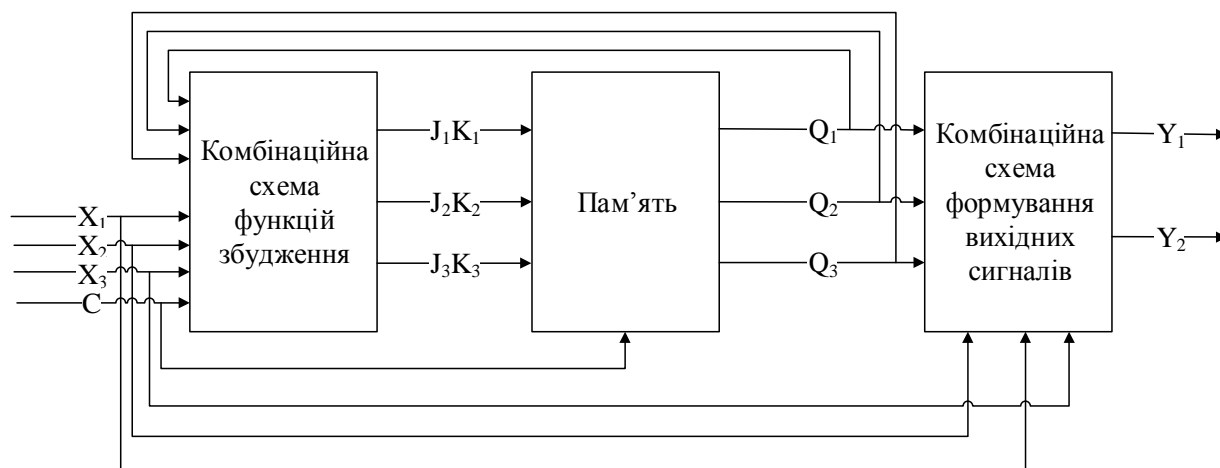 Комбінаційна
схема
функцій
збудження
X₁
X₂
X₃
C
J₁K₁
J₂K₂
J₃K₃
Пам’ять
Q₁
Q₂
Q₃
Комбінаційна
схема
формування
вихідних
сигналів
Y₁
Y₂